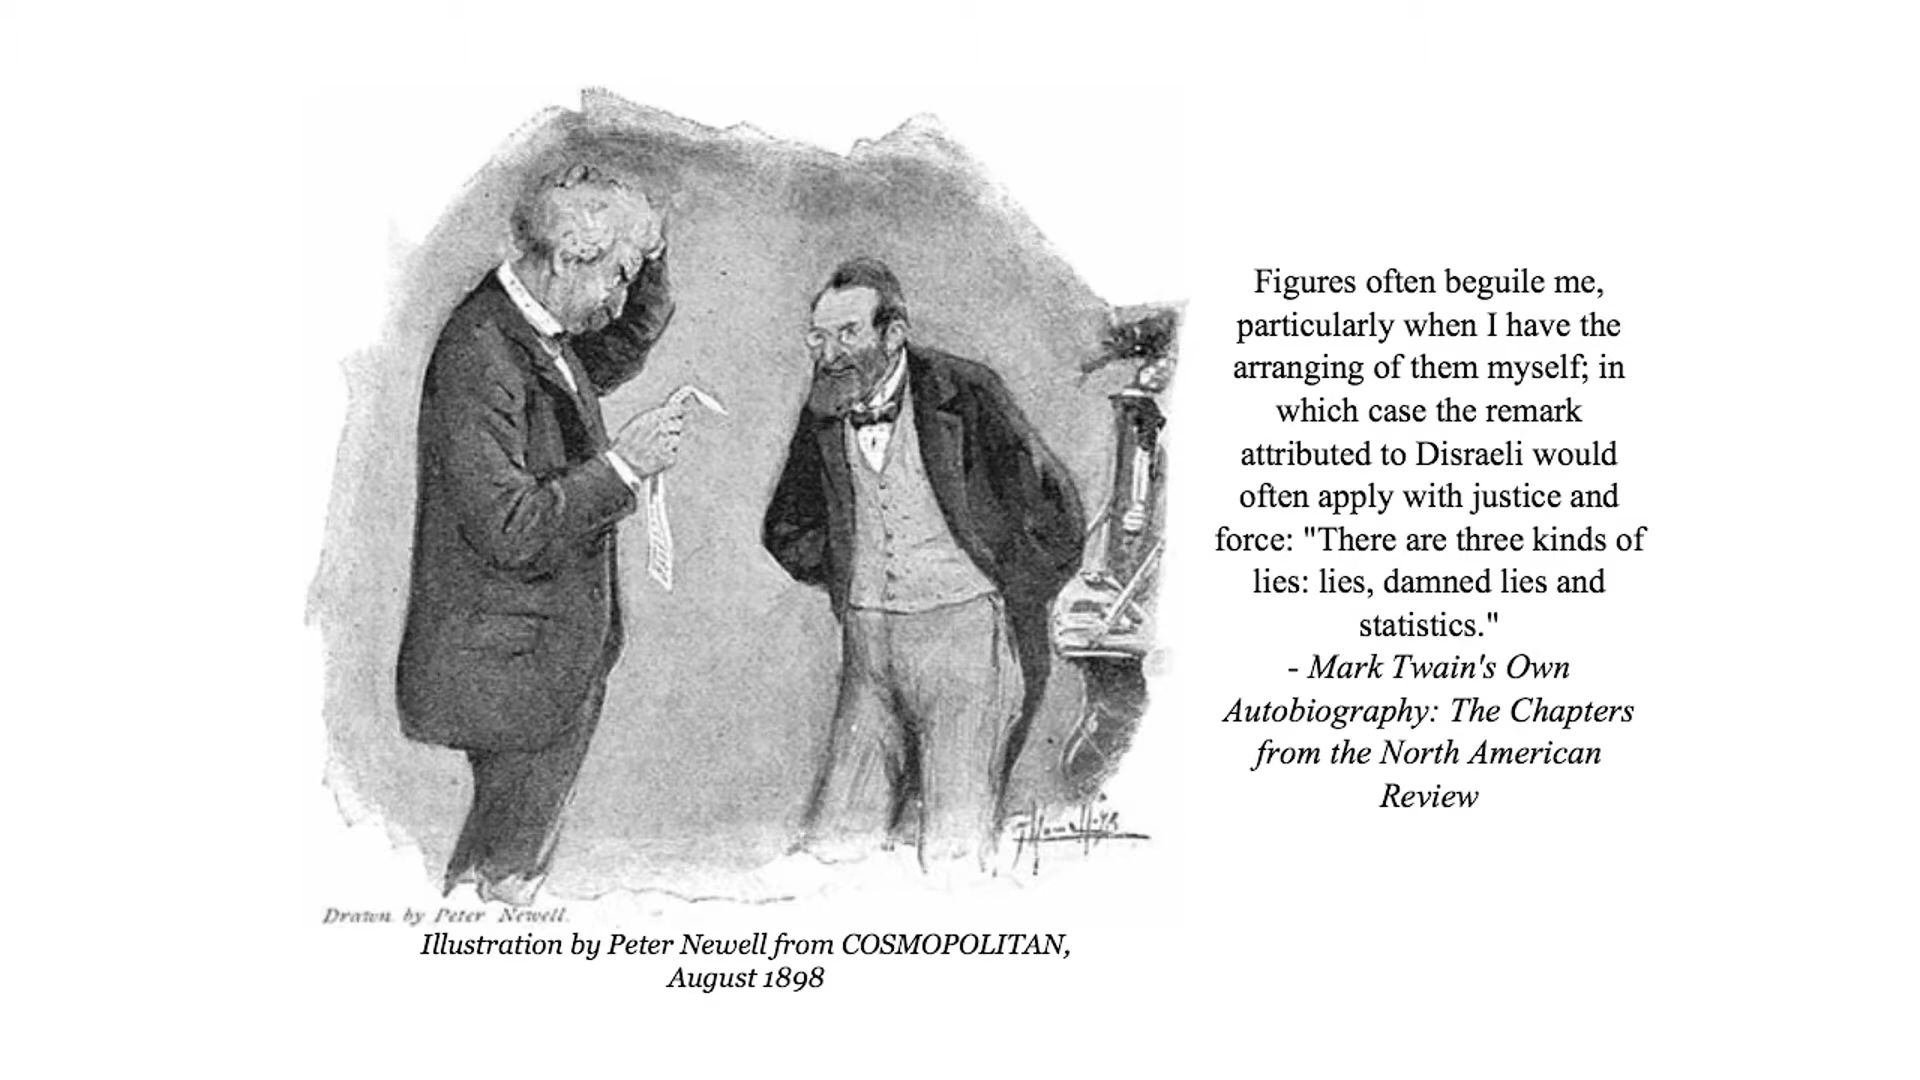 Figures often beguile me,
particularly when I have the
arranging of them myself; in
which case the remark
attributed to Disraeli would
often apply with justice and
force: "There are three kinds of
lies: lies, damned lies and
statistics."
- Mark Twain's Own
Autobiography: The Chapters
from the North American
Review
Drawn by Peter Newell.
Illustration by Peter Newell from COSMOPOLITAN,
August 1898